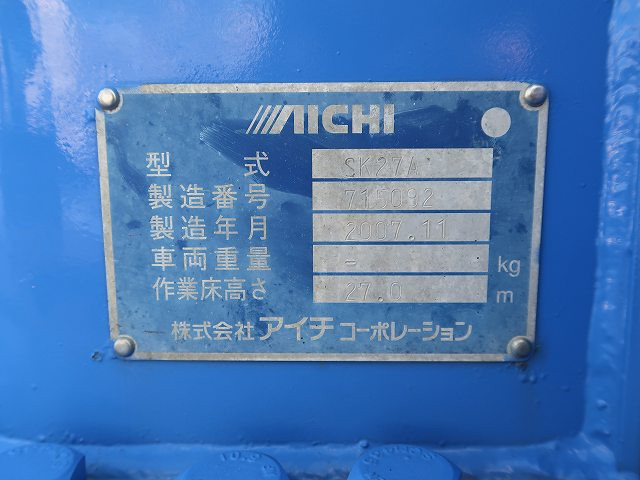 AICHI
型式 SK27A
製造番号 715092
製造年月 2007.11
車両重量 - kg
作業床高さ 27.0 m
株式会社アイチコーポレーション